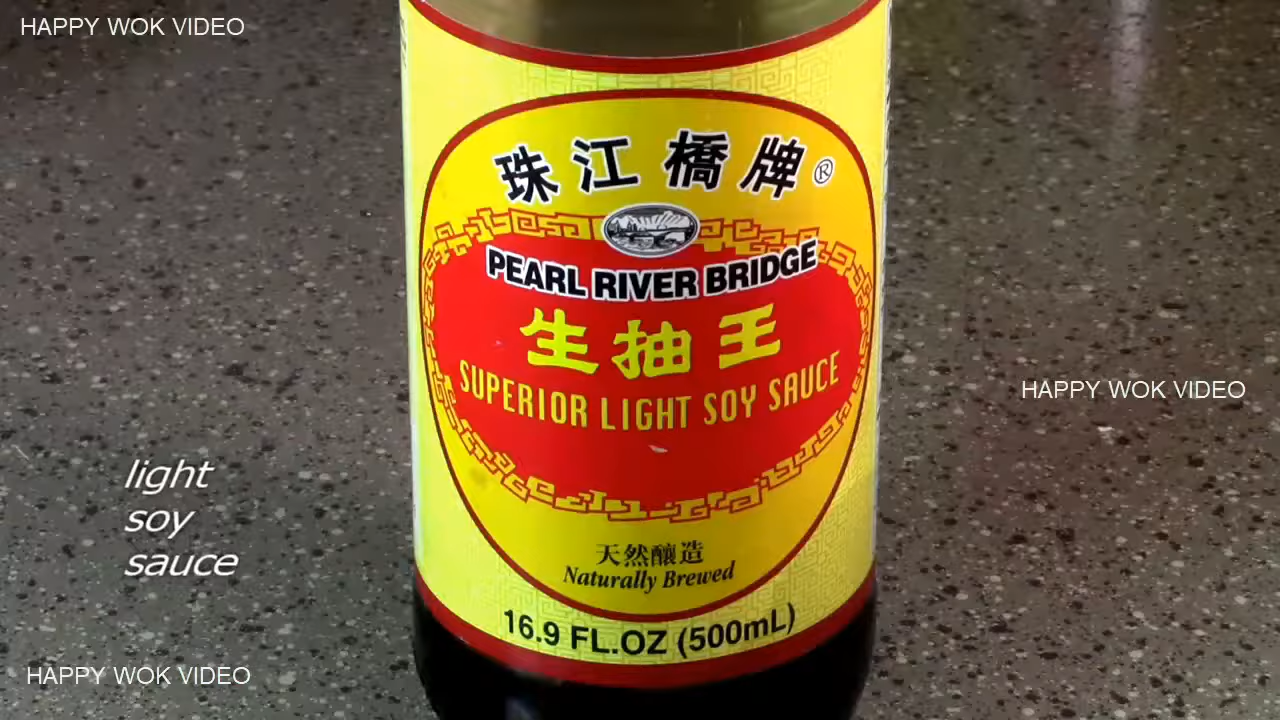 HAPPY WOK VIDEO
珠江橋牌®
PEARL RIVER BRIDGE
生抽王
SUPERIOR LIGHT SOY SAUCE
HAPPY WOK VIDEO
light
soy
sauce
天然釀造
Naturally Brewed
16.9 FL.OZ (500mL)
HAPPY WOK VIDEO